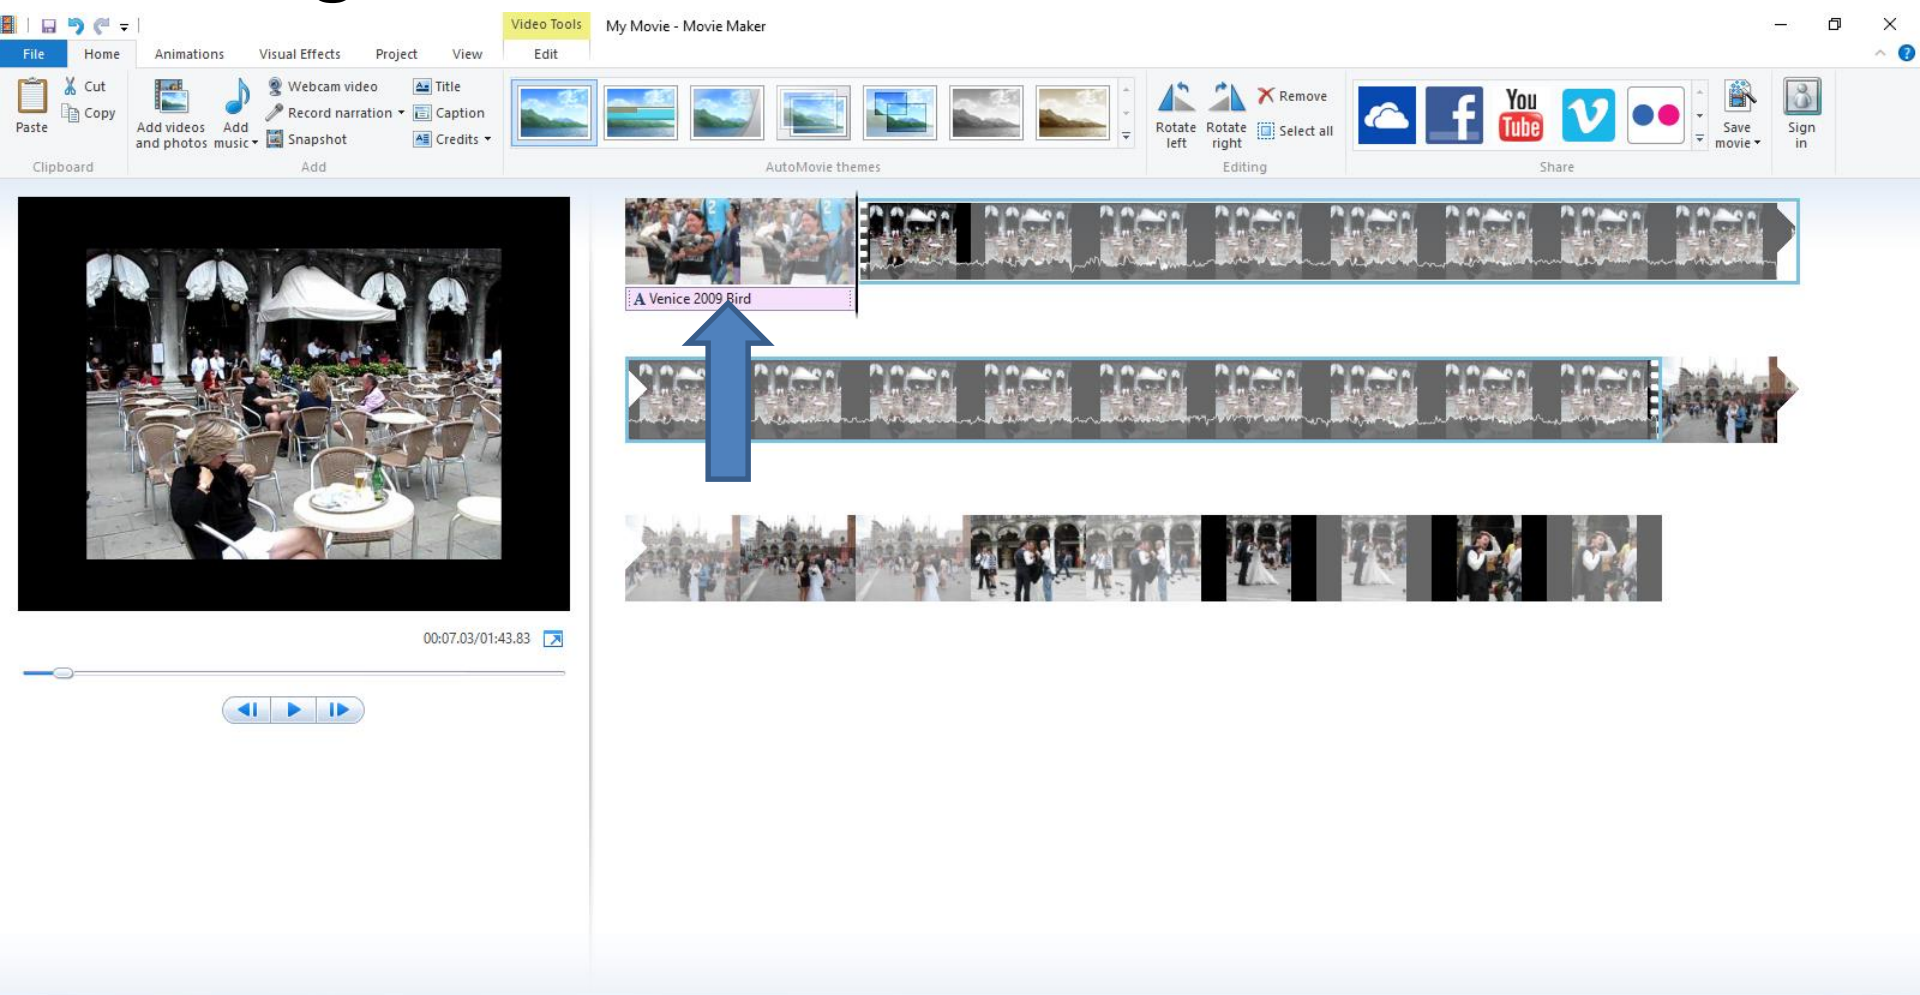 Video Tools
My Movie - Movie Maker
File
Home
Animations
Visual Effects
Project
View
Edit
Paste
Cut
Copy
Clipboard
Add videos
and photos
Add
music
Webcam video
Record narration
Snapshot
Title
Caption
Credits
Add
AutoMovie themes
Rotate
left
Rotate
right
Remove
Select all
Editing
f
You
Tube
v
Share
Save
movie
Sign
in
2
2
A Venice 2009 Bird
00:07.03/01:43.83